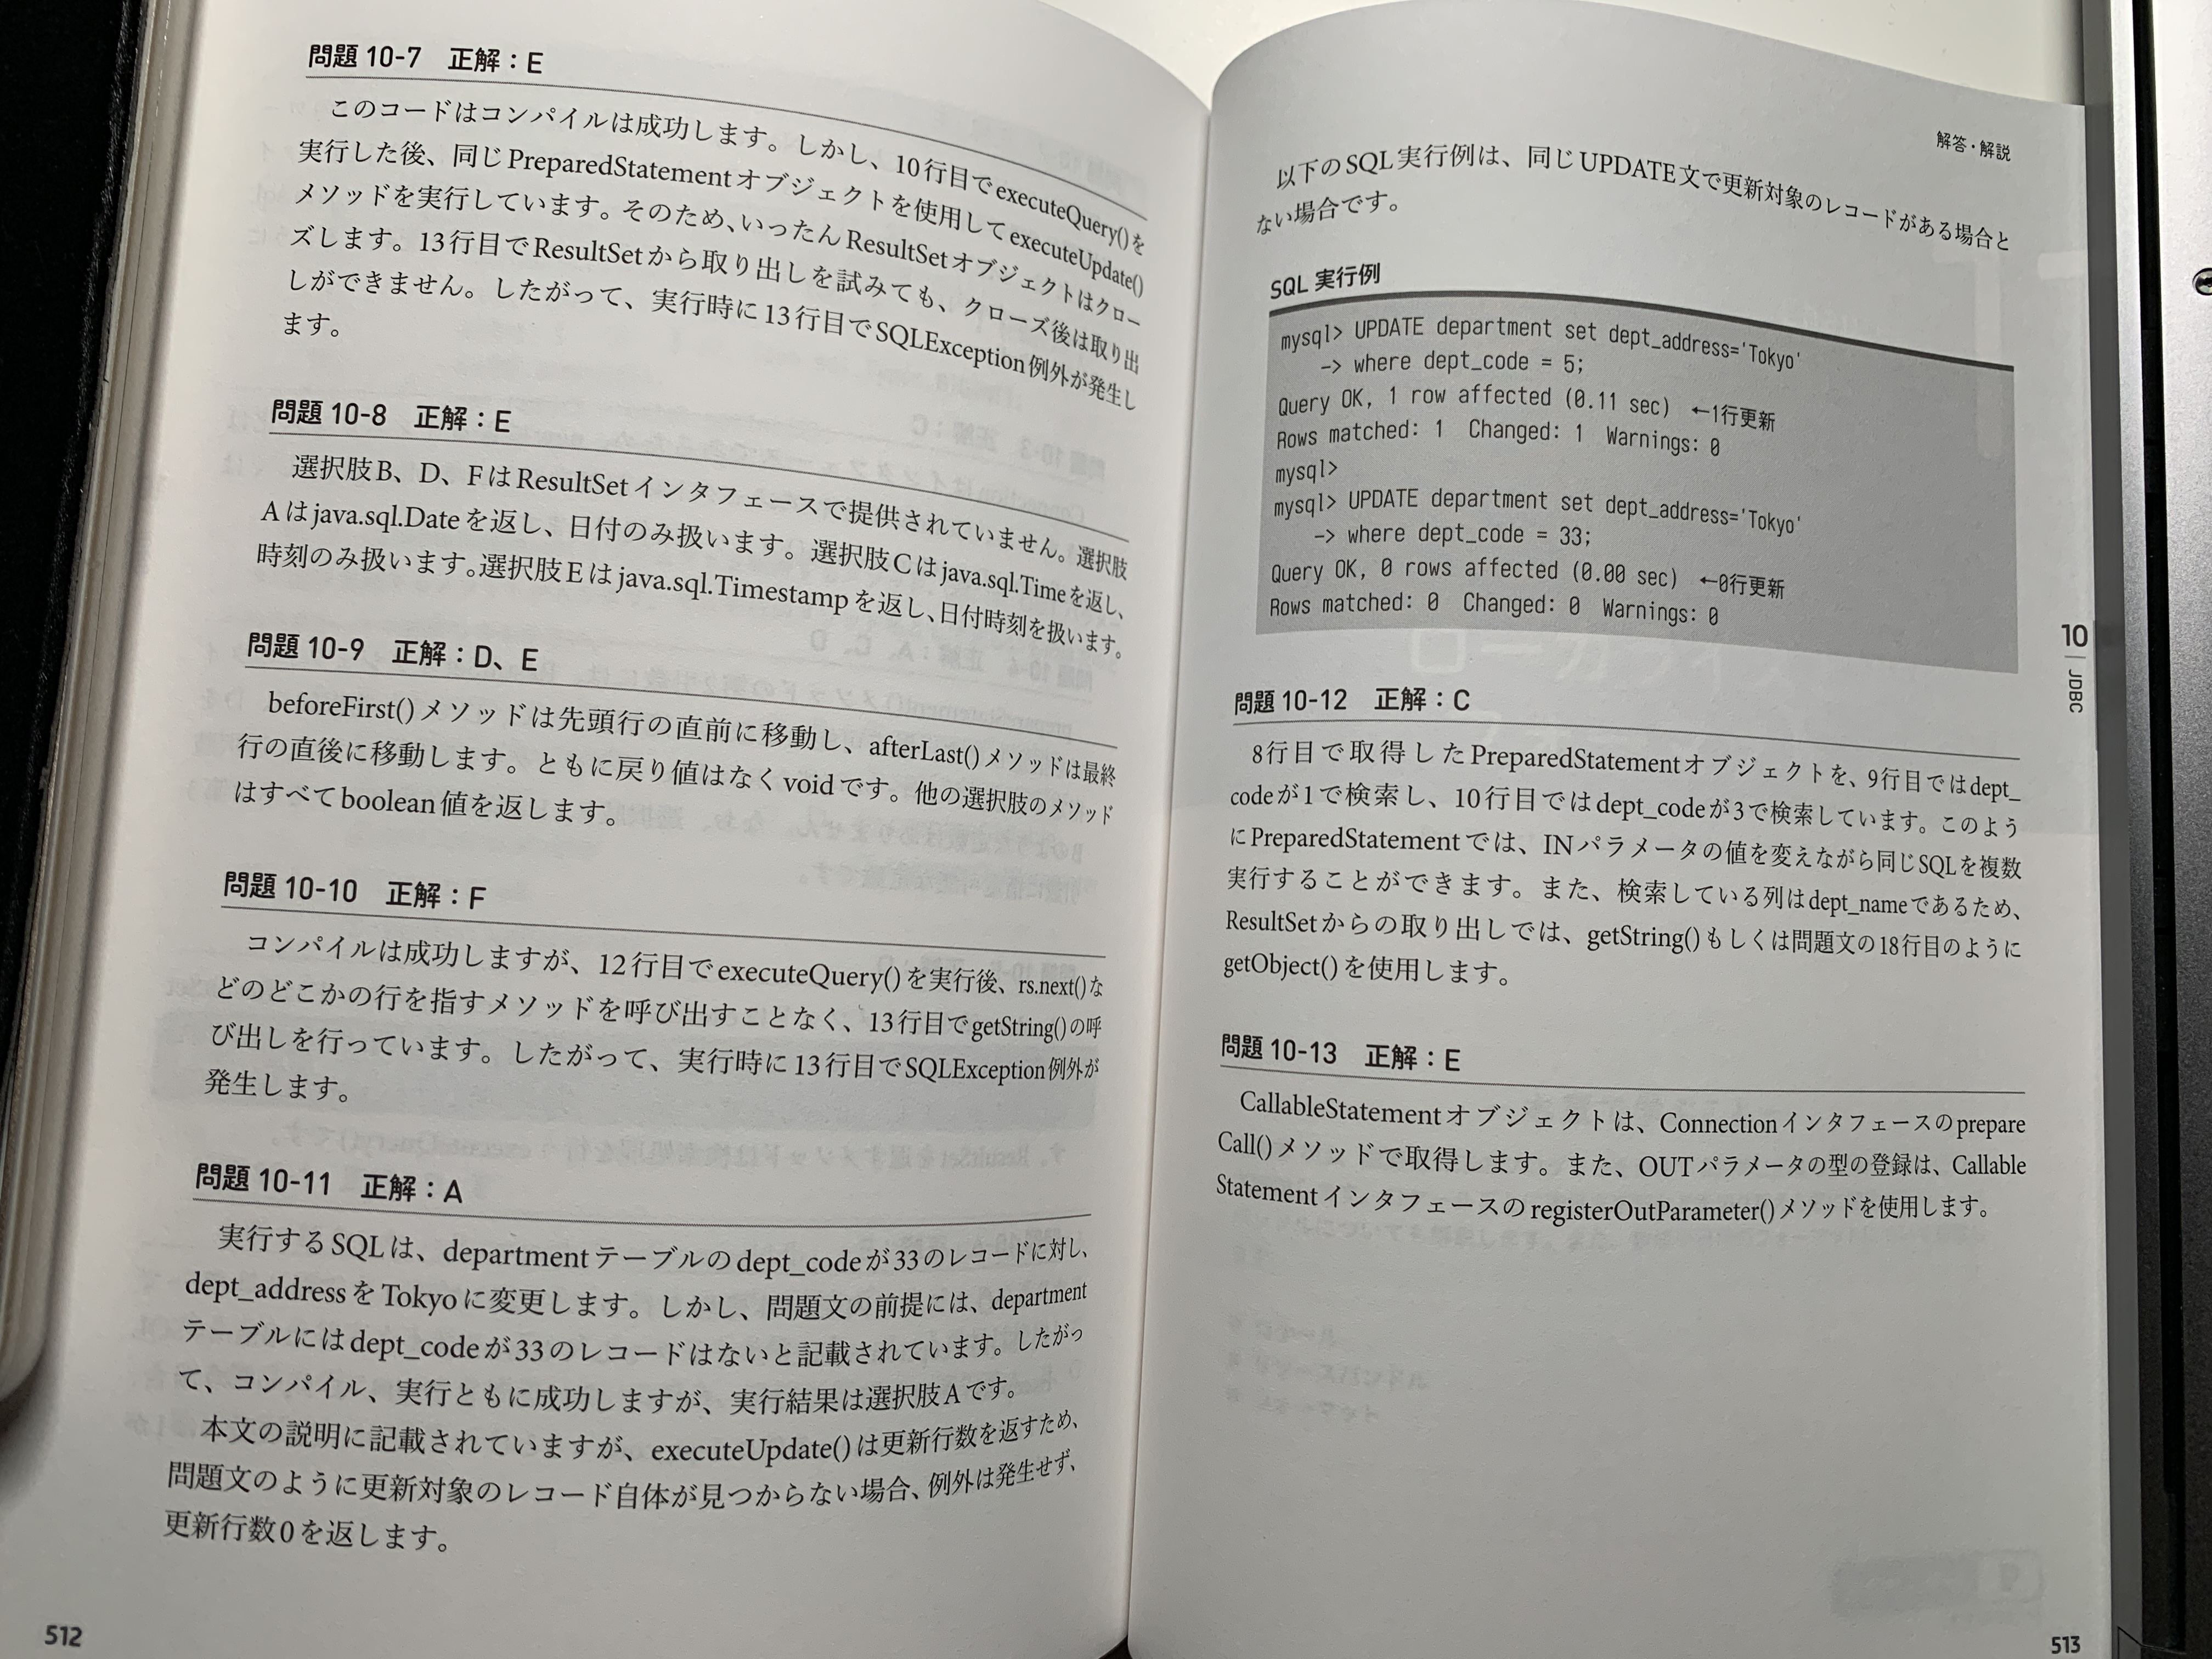 問題 10-7　正解：E
このコードはコンパイルは成功します。しかし、10行目でexecuteQuery()を
実行した後、同じPreparedStatementオブジェクトを使用してexecuteUpdate()
メソッドを実行しています。そのため、いったんResultSetオブジェクトはクロー
ズします。13行目でResultSetから取り出しを試みても、クローズ後は取り出
しができません。したがって、実行時に13行目でSQLException例外が発生し
ます。
問題 10-8　正解：E
選択肢B、D、FはResultSetインタフェースで提供されていません。選択肢
Aはjava.sql.Dateを返し、日付のみ扱います。選択肢Cはjava.sql.Timeを返し、
時刻のみ扱います。選択肢Eはjava.sql.Timestampを返し、日付時刻を扱います。
問題 10-9　正解：D、E
beforeFirst()メソッドは先頭行の直前に移動し、afterLast()メソッドは最終
行の直後に移動します。ともに戻り値はなくvoidです。他の選択肢のメソッド
はすべてboolean値を返します。
問題 10-10　正解：F
コンパイルは成功しますが、12行目でexecuteQuery()を実行後、rs.next()な
どのどこかの行を指すメソッドを呼び出すことなく、13行目でgetString()の呼
び出しを行っています。したがって、実行時に13行目でSQLException例外が
発生します。
問題 10-11　正解：A
実行するSQLは、departmentテーブルのdept_codeが33のレコードに対し、
dept_addressをTokyoに変更します。しかし、問題文の前提には、department
テーブルにはdept_codeが33のレコードはないと記載されています。したがっ
て、コンパイル、実行ともに成功しますが、実行結果は選択肢Aです。
本文の説明に記載されていますが、executeUpdate()は更新行数を返すため、
問題文のように更新対象のレコード自体が見つからない場合、例外は発生せず、
更新行数0を返します。
512
解答・解説
以下のSQL実行例は、同じUPDATE文で更新対象のレコードがある場合と
ない場合です。
SQL 実行例
mysql> UPDATE department set dept_address='Tokyo'
-> where dept_code = 5;
Query OK, 1 row affected (0.11 sec) ←1行更新
Rows matched: 1 Changed: 1 Warnings: 0
mysql>
mysql> UPDATE department set dept_address='Tokyo'
-> where dept_code = 33;
Query OK, 0 rows affected (0.00 sec) ←0行更新
Rows matched: 0 Changed: 0 Warnings: 0
問題 10-12　正解：C
8行目で取得したPreparedStatementオブジェクトを、9行目ではdept_
codeが1で検索し、10行目ではdept_codeが3で検索しています。このよう
にPreparedStatementでは、INパラメータの値を変えながら同じSQLを複数
実行することができます。また、検索している列はdept_nameであるため、
ResultSetからの取り出しでは、getString()もしくは問題文の18行目のように
getObject()を使用します。
問題 10-13　正解：E
CallableStatementオブジェクトは、Connectionインタフェースのprepare
Call()メソッドで取得します。また、OUTパラメータの型の登録は、Callable
StatementインタフェースのregisterOutParameter()メソッドを使用します。
10
JDBC
513